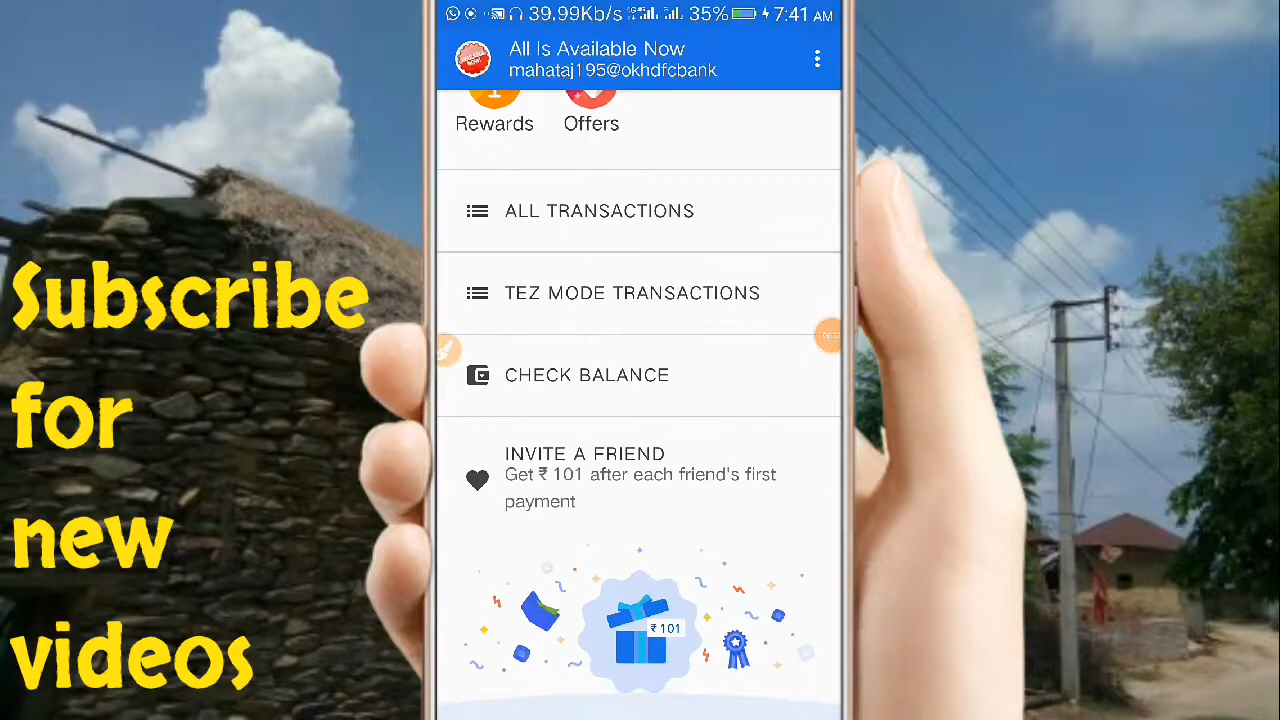 39.99Kb/s 35% 7:41 AM
All Is Available Now
mahataj195@okhdfcbank
Rewards Offers
ALL TRANSACTIONS
TEZ MODE TRANSACTIONS
CHECK BALANCE
INVITE A FRIEND
Get ₹ 101 after each friend's first
payment
₹ 101
Subscribe
for
new
videos